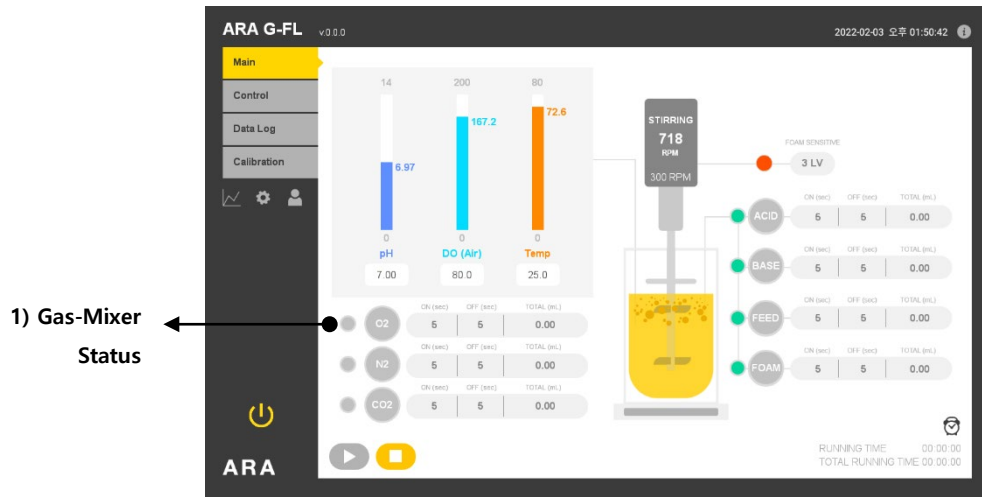 ARA G-FL v.0.0.0
2022-02-03 오후 01:50:42
Main
Control
Data Log
Calibration
14 200 80
6.97 167.2 72.6
0 0 0
pH DO (Air) Temp
7.00 80.0 25.0
STIRRING
718
RPM
300 RPM
FOAM SENSITIVE
3 LV
ON (sec) OFF (sec) TOTAL (mL)
ACID 5 5 0.00
ON (sec) OFF (sec) TOTAL (mL)
BASE 5 5 0.00
ON (sec) OFF (sec) TOTAL (mL)
FEED 5 5 0.00
ON (sec) OFF (sec) TOTAL (mL)
FOAM 5 5 0.00
1) Gas-Mixer
Status
ON (sec) OFF (sec) TOTAL (mL)
O2 5 5 0.00
ON (sec) OFF (sec) TOTAL (mL)
N2 5 5 0.00
ON (sec) OFF (sec) TOTAL (mL)
CO2 5 5 0.00
ARA
RUNNING TIME 00:00:00
TOTAL RUNNING TIME 00:00:00